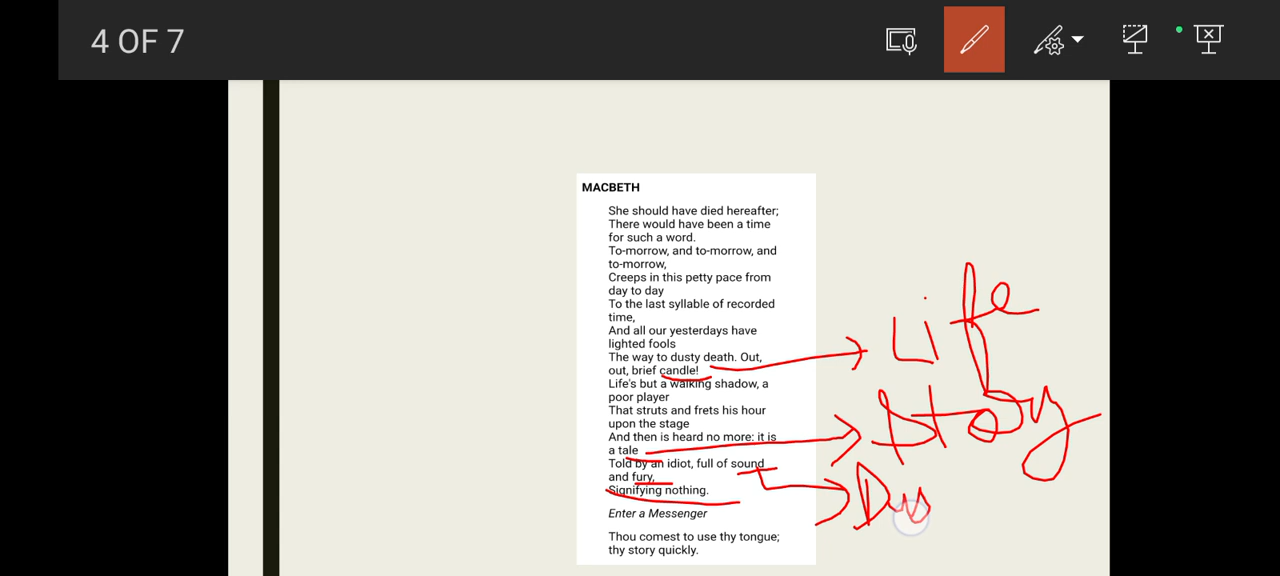 4 OF 7
MACBETH
She should have died hereafter;
There would have been a time
for such a word.
To-morrow, and to-morrow, and
to-morrow,
Creeps in this petty pace from
day to day
To the last syllable of recorded
time,
And all our yesterdays have
lighted fools
The way to dusty death. Out,
out, brief candle!
Life's but a walking shadow, a
poor player
That struts and frets his hour
upon the stage
And then is heard no more: it is
a tale
Told by an idiot, full of sound
and fury,
Signifying nothing.
Enter a Messenger
Thou comest to use thy tongue;
thy story quickly.
Life
Story